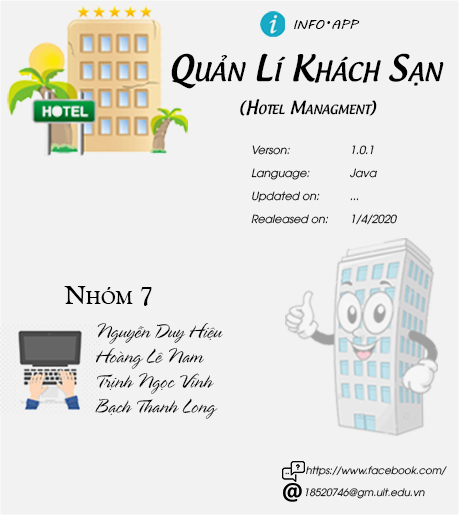 INFO•APP
QUẢN LÍ KHÁCH SẠN
(HOTEL MANAGMENT)
HOTEL
Verson: 1.0.1
Language: Java
Updated on: ...
Realeased on: 1/4/2020
NHÓM 7
Nguyễn Duy Hiệu
Hoàng Lê Nam
Trịnh Ngọc Vinh
Bạch Thanh Long
https://www.facebook.com/
@18520746@gm.uit.edu.vn